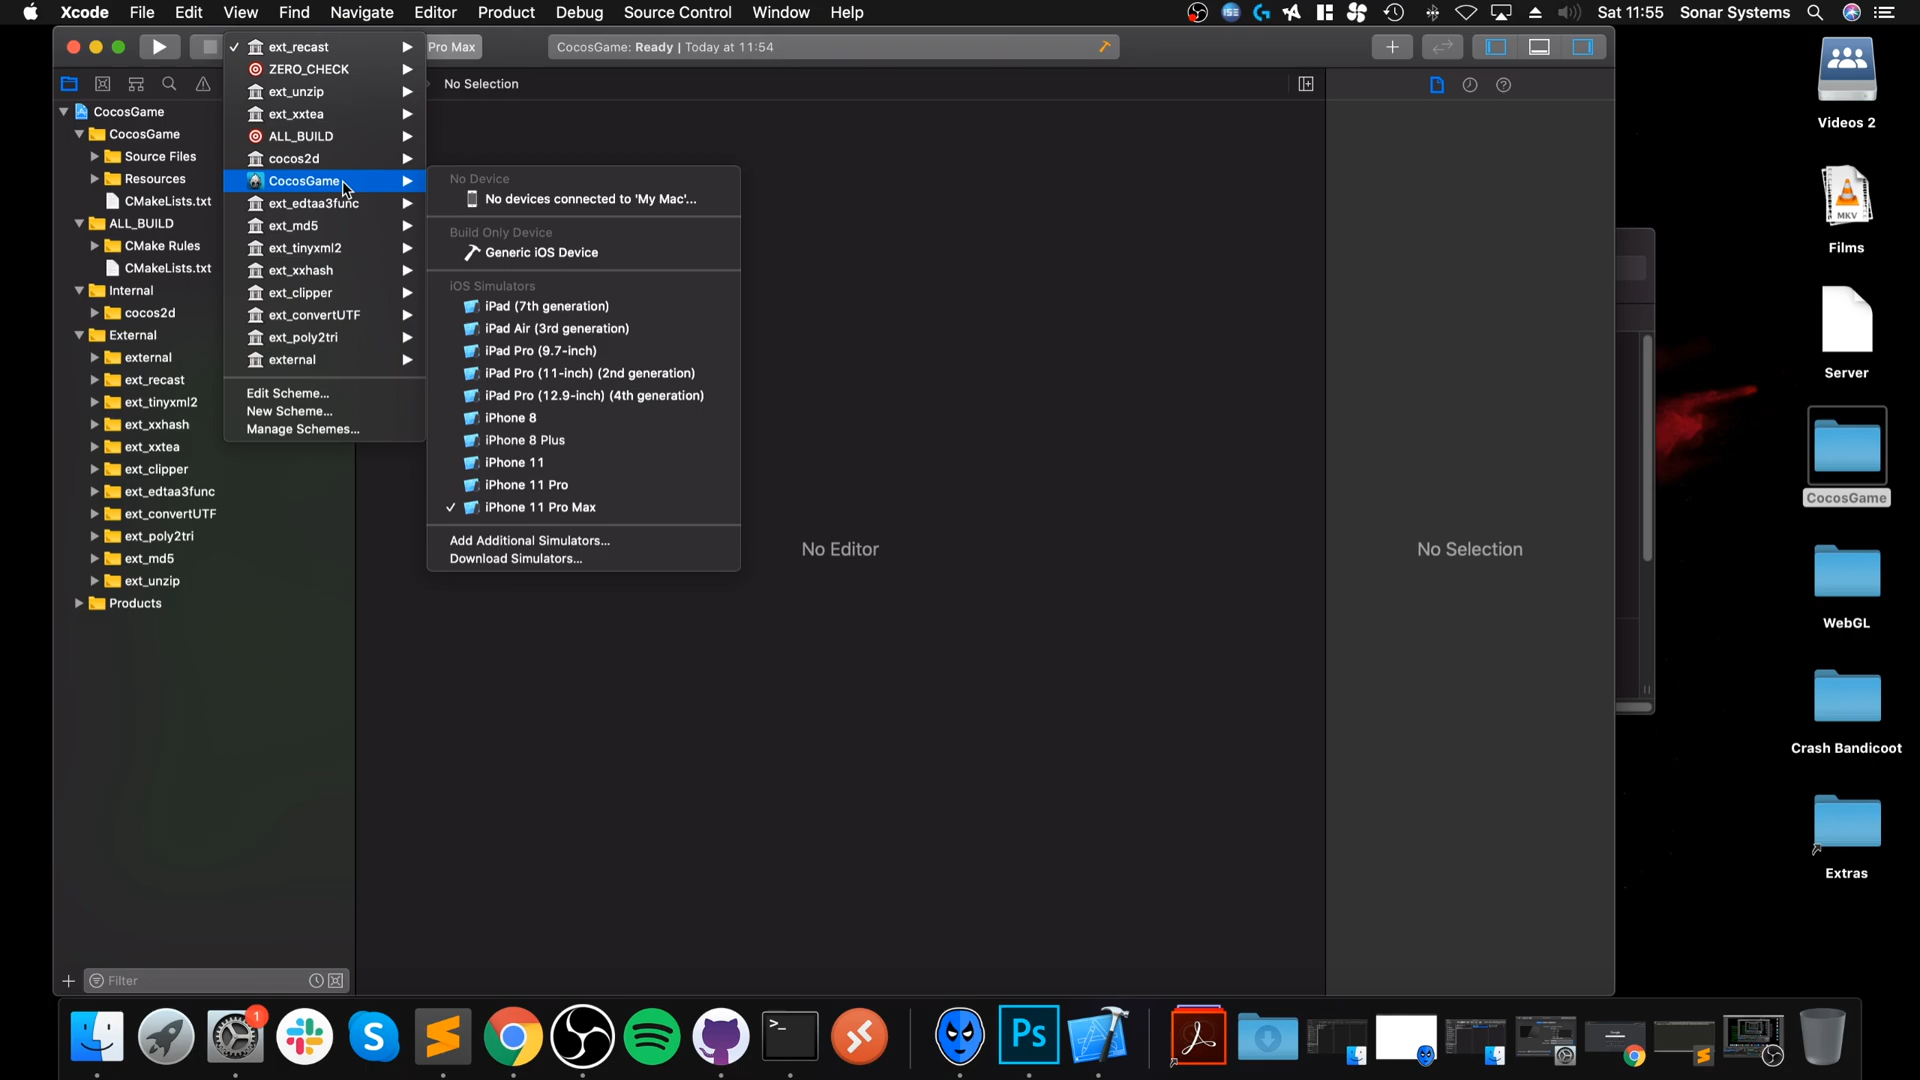 Xcode File Edit View Find Navigate Editor Product Debug Source Control Window Help
Sat 11:55 Sonar Systems
Pro Max
CocosGame: Ready | Today at 11:54
No Selection
ext_recast
ZERO_CHECK
ext_unzip
ext_xxtea
ALL_BUILD
cocos2d
CocosGame
ext_edtaa3func
ext_md5
ext_tinyxml2
ext_xxhash
ext_clipper
ext_convertUTF
ext_poly2tri
external
Edit Scheme...
New Scheme...
Manage Schemes...
No Device
No devices connected to 'My Mac'...
Build Only Device
Generic iOS Device
iOS Simulators
iPad (7th generation)
iPad Air (3rd generation)
iPad Pro (9.7-inch)
iPad Pro (11-inch) (2nd generation)
iPad Pro (12.9-inch) (4th generation)
iPhone 8
iPhone 8 Plus
iPhone 11
iPhone 11 Pro
iPhone 11 Pro Max
Add Additional Simulators...
Download Simulators...
CocosGame
CocosGame
Source Files
Resources
CMakeLists.txt
ALL_BUILD
CMake Rules
CMakeLists.txt
Internal
cocos2d
External
external
ext_recast
ext_tinyxml2
ext_xxhash
ext_xxtea
ext_clipper
ext_edtaa3func
ext_convertUTF
ext_poly2tri
ext_md5
ext_unzip
Products
Filter
No Editor
No Selection
Videos 2
MKV
Films
Server
CocosGame
WebGL
Crash Bandicoot
Extras
1
Ps